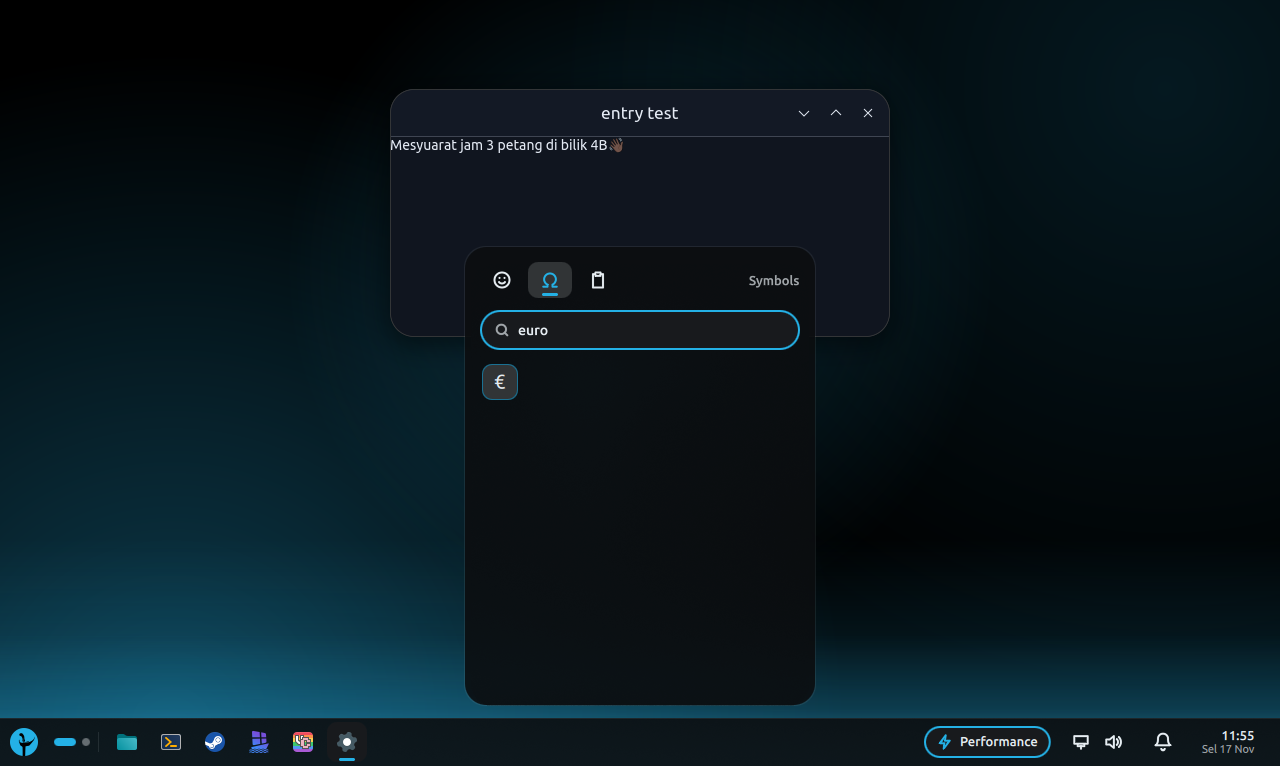 entry test
Mesyuarat jam 3 petang di bilik 4B👋🏿
Ω
Symbols
euro
€
Performance
11:55
Sel 17 Nov